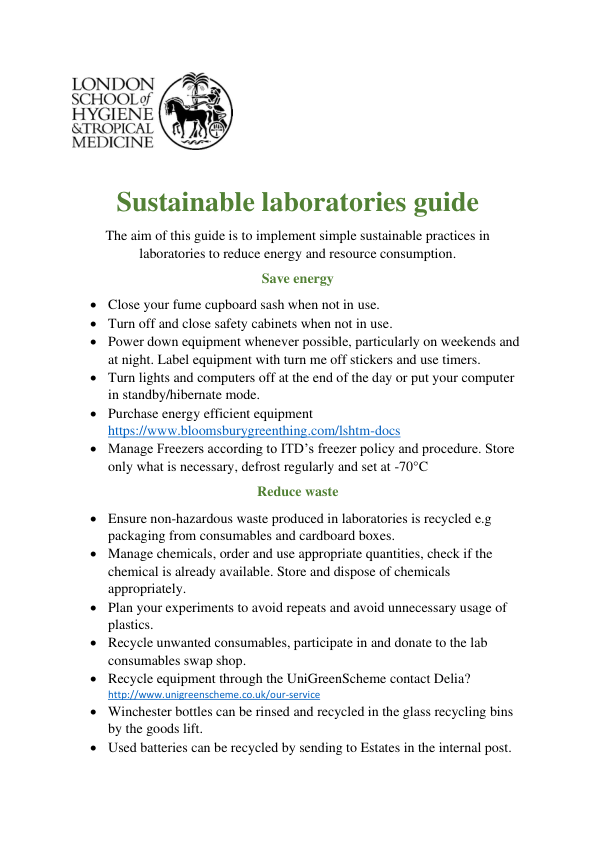 LONDON
SCHOOL of
HYGIENE
& TROPICAL
MEDICINE
Sustainable laboratories guide
The aim of this guide is to implement simple sustainable practices in
laboratories to reduce energy and resource consumption.
Save energy
• Close your fume cupboard sash when not in use.
• Turn off and close safety cabinets when not in use.
• Power down equipment whenever possible, particularly on weekends and
at night. Label equipment with turn me off stickers and use timers.
• Turn lights and computers off at the end of the day or put your computer
in standby/hibernate mode.
• Purchase energy efficient equipment
https://www.bloomsburygreenthing.com/lshtm-docs
• Manage Freezers according to ITD’s freezer policy and procedure. Store
only what is necessary, defrost regularly and set at -70°C
Reduce waste
• Ensure non-hazardous waste produced in laboratories is recycled e.g
packaging from consumables and cardboard boxes.
• Manage chemicals, order and use appropriate quantities, check if the
chemical is already available. Store and dispose of chemicals
appropriately.
• Plan your experiments to avoid repeats and avoid unnecessary usage of
plastics.
• Recycle unwanted consumables, participate in and donate to the lab
consumables swap shop.
• Recycle equipment through the UniGreenScheme contact Delia?
http://www.unigreenscheme.co.uk/our-service
• Winchester bottles can be rinsed and recycled in the glass recycling bins
by the goods lift.
• Used batteries can be recycled by sending to Estates in the internal post.